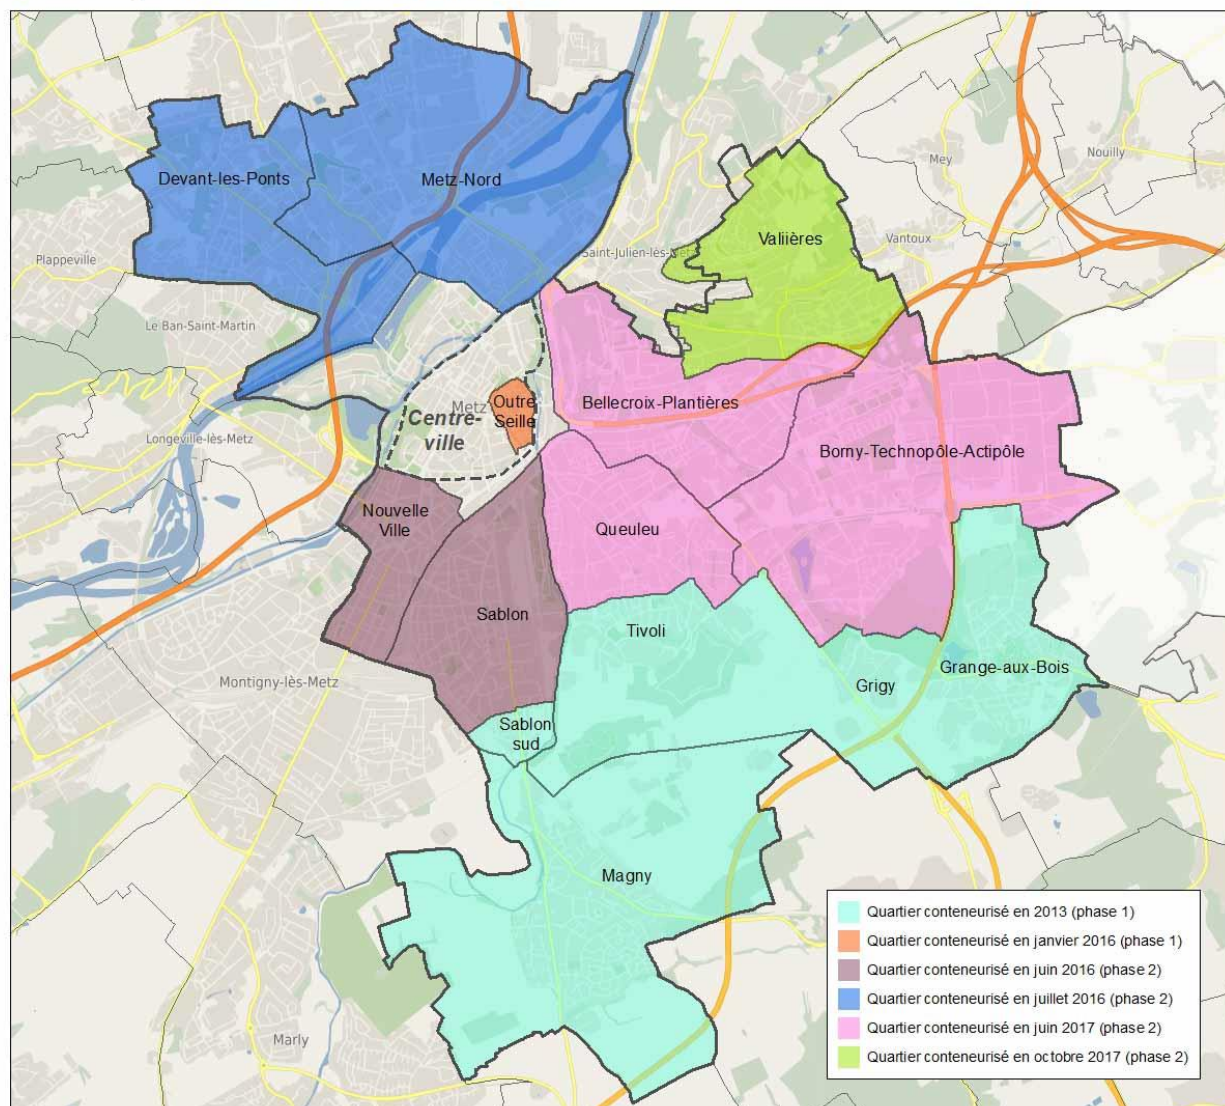 Devant-les-Ponts
Metz-Nord
Mey
Nouilly
Plappeville
Saint-Julien-lès-Metz
Valiières
Vantoux
Le Ban-Saint-Martin
Metz
Outre
Seille
Centre-
ville
Bellecroix-Plantières
Longeville-lès-Metz
Borny-Technopôle-Actipôle
Nouvelle
Ville
Queuleu
Sablon
Tivoli
Montigny-lès-Metz
Grigy
Grange-aux-Bois
Sablon
sud
Magny
Marly
Quartier conteneurisé en 2013 (phase 1)
Quartier conteneurisé en janvier 2016 (phase 1)
Quartier conteneurisé en juin 2016 (phase 2)
Quartier conteneurisé en juillet 2016 (phase 2)
Quartier conteneurisé en juin 2017 (phase 2)
Quartier conteneurisé en octobre 2017 (phase 2)